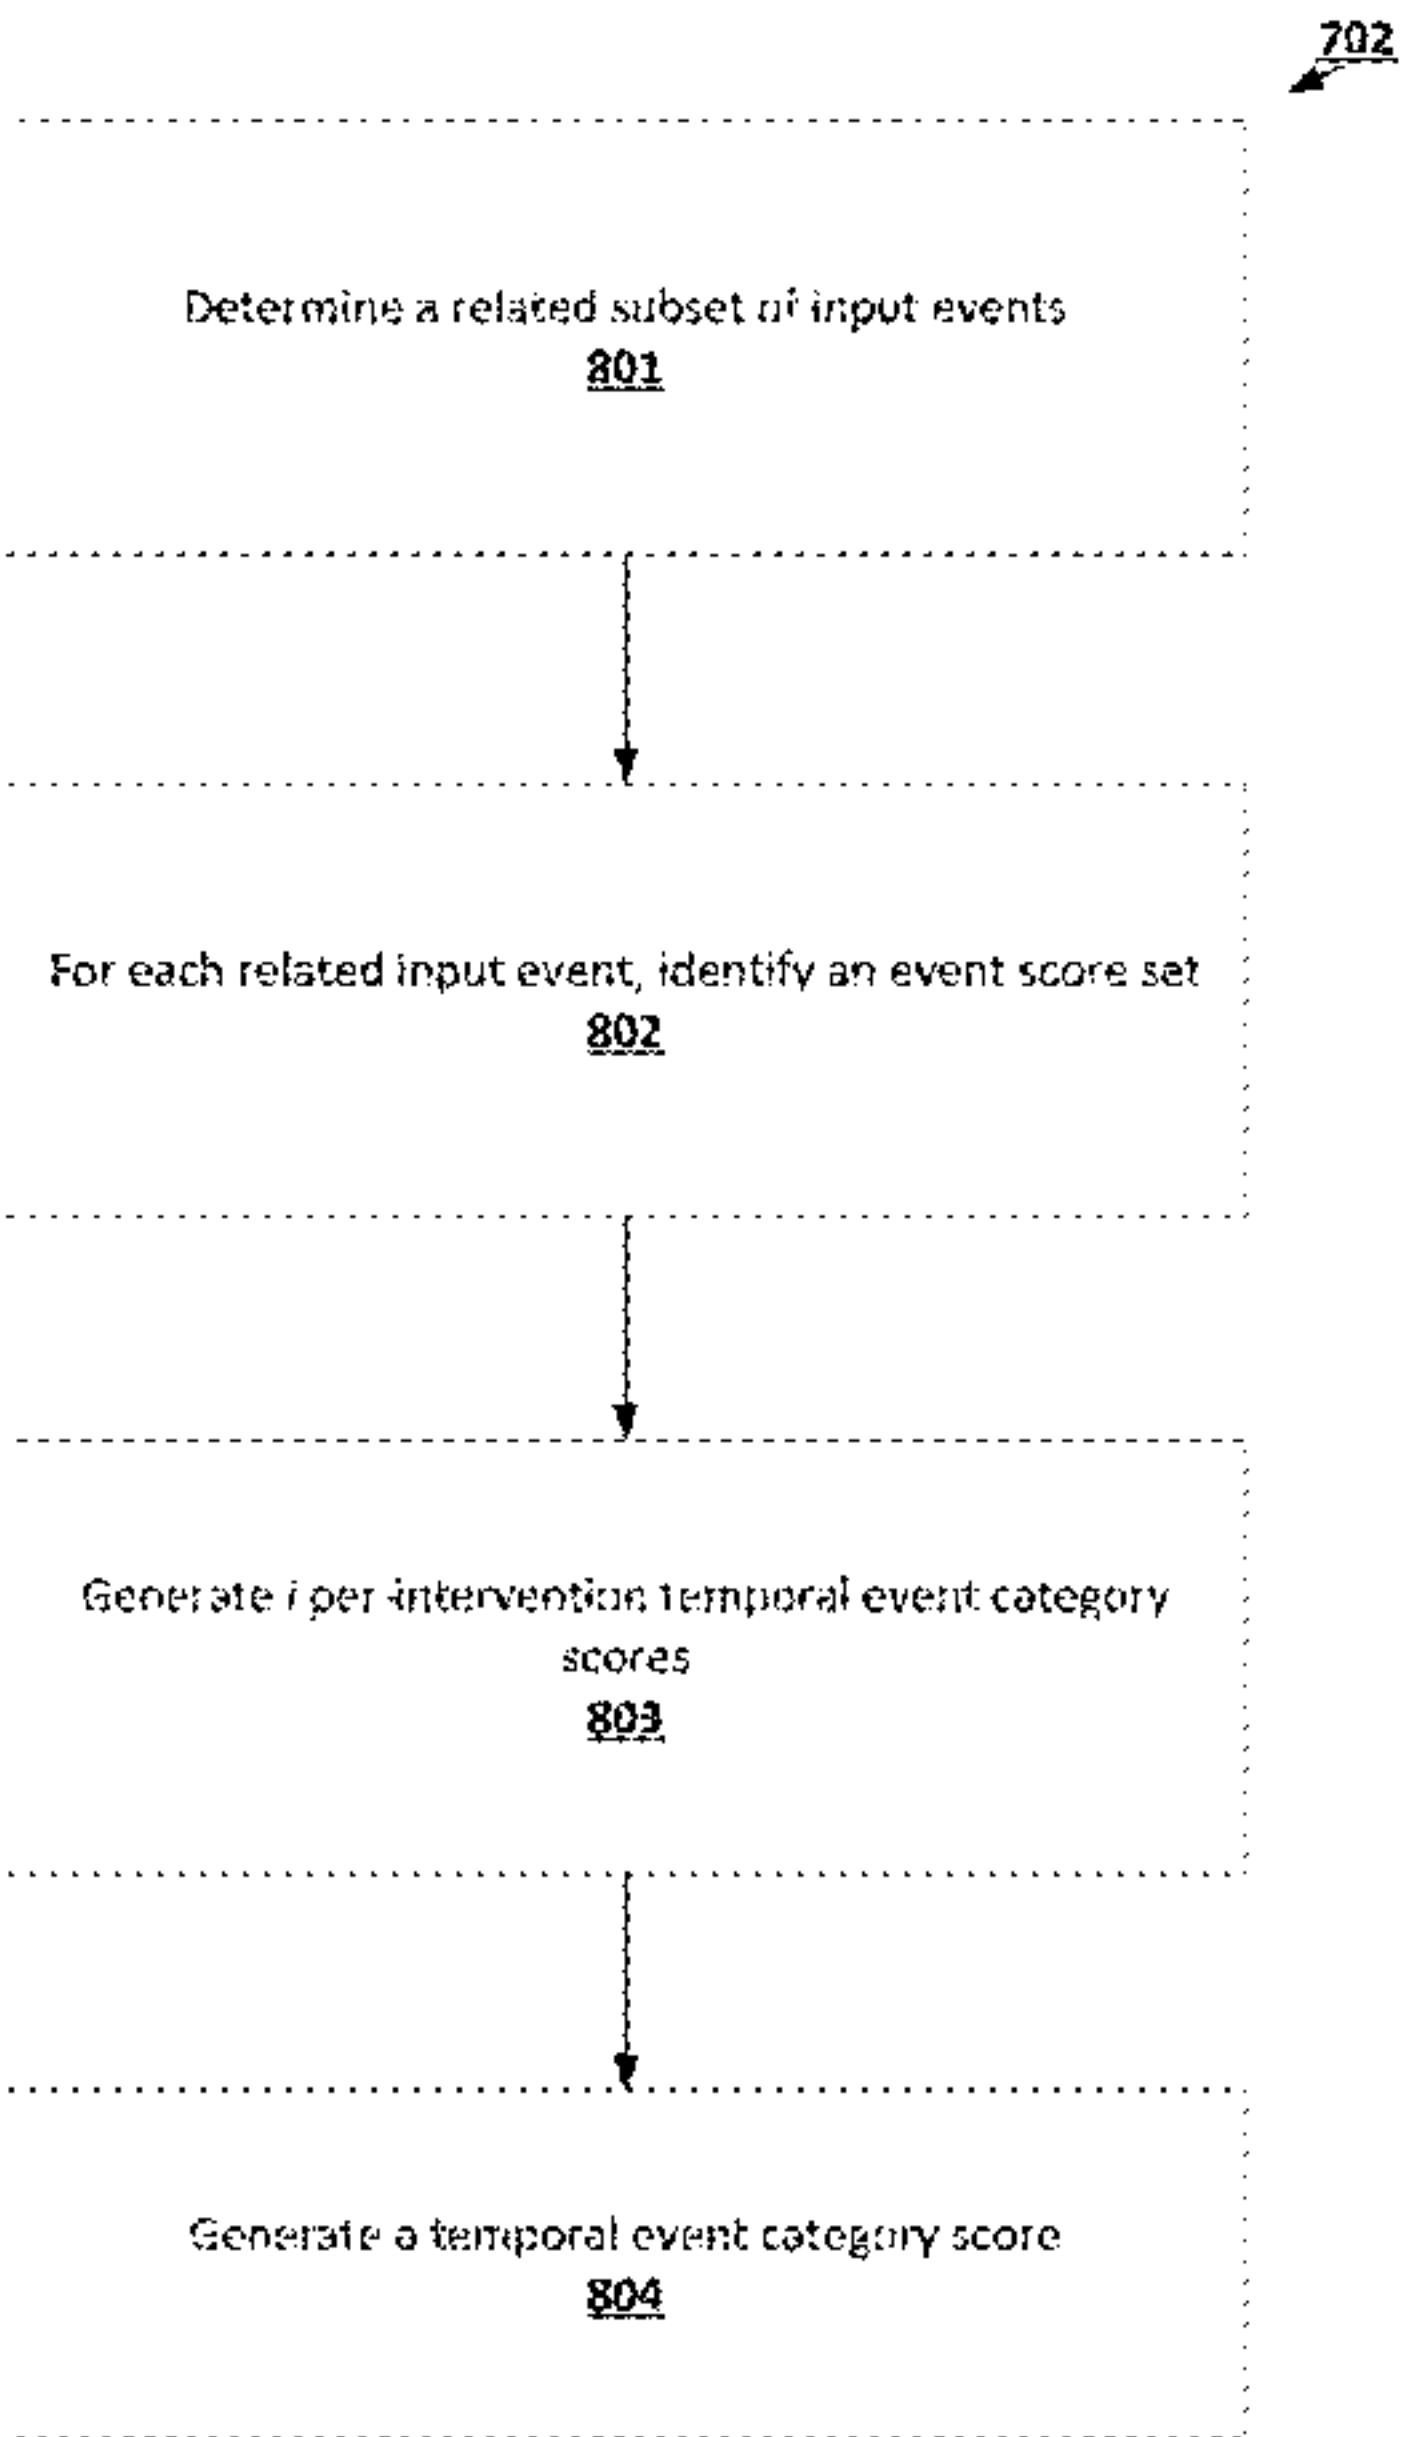 702
Determine a related subset of input events
801
For each related input event, identify an event score set
802
Generate i per-intervention temporal event category
scores
803
Generate a temporal event category score
804